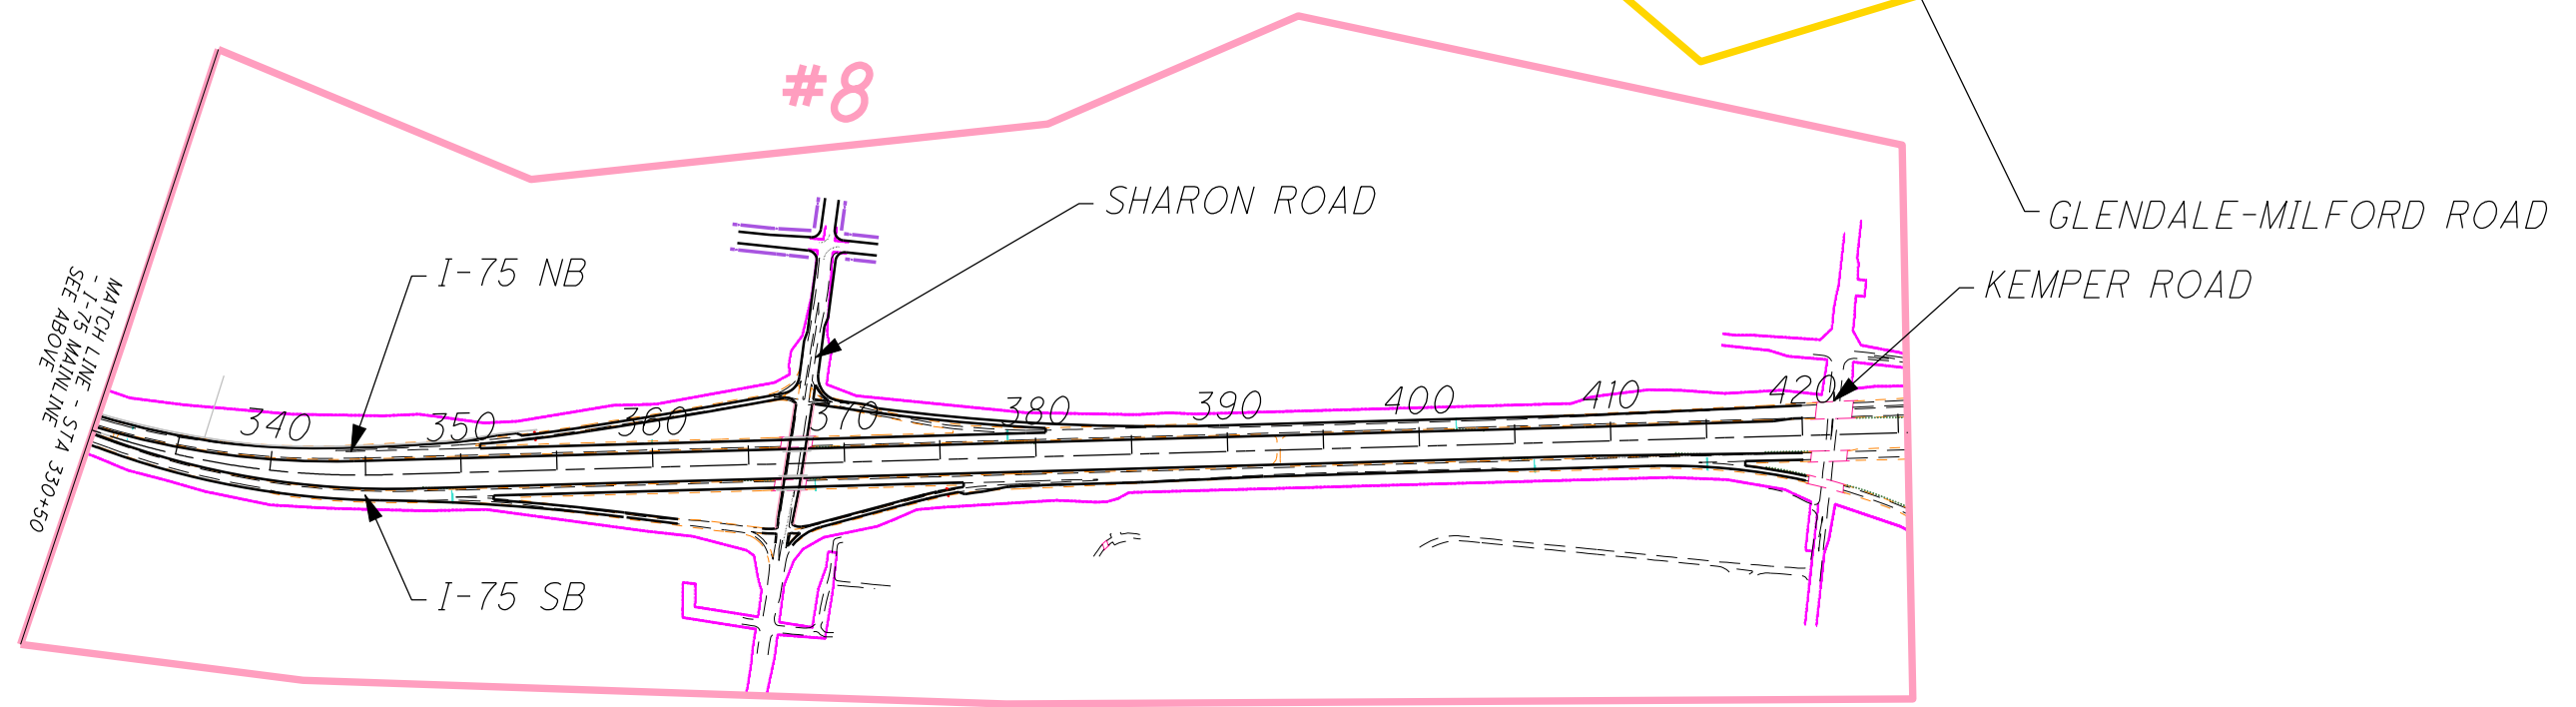 #8
SHARON ROAD
GLENDALE-MILFORD ROAD
I-75 NB
KEMPER ROAD
MATCH LINE - STA 330+50
- I-75 MAINLINE
SEE ABOVE
340
350
360
370
380
390
400
410
420
I-75 SB